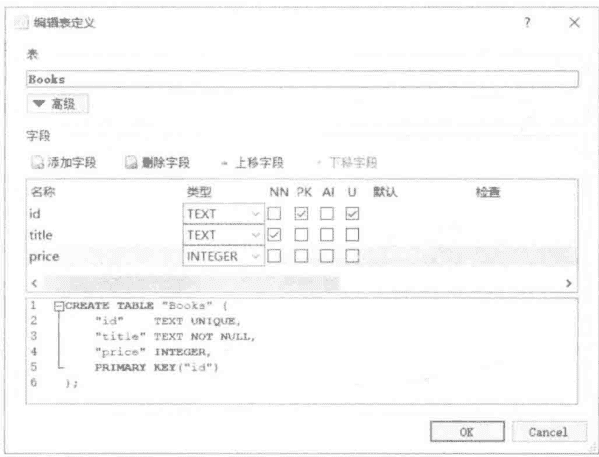 编辑表定义 ? ×
表
Books
▼ 高级
字段
添加字段 删除字段 上移字段 下移字段
名称 类型 NN PK AI U 默认 检查
id TEXT
title TEXT
price INTEGER
< >
1 CREATE TABLE "Books" (
2 "id" TEXT UNIQUE,
3 "title" TEXT NOT NULL,
4 "price" INTEGER,
5 PRIMARY KEY("id")
6 );
OK Cancel